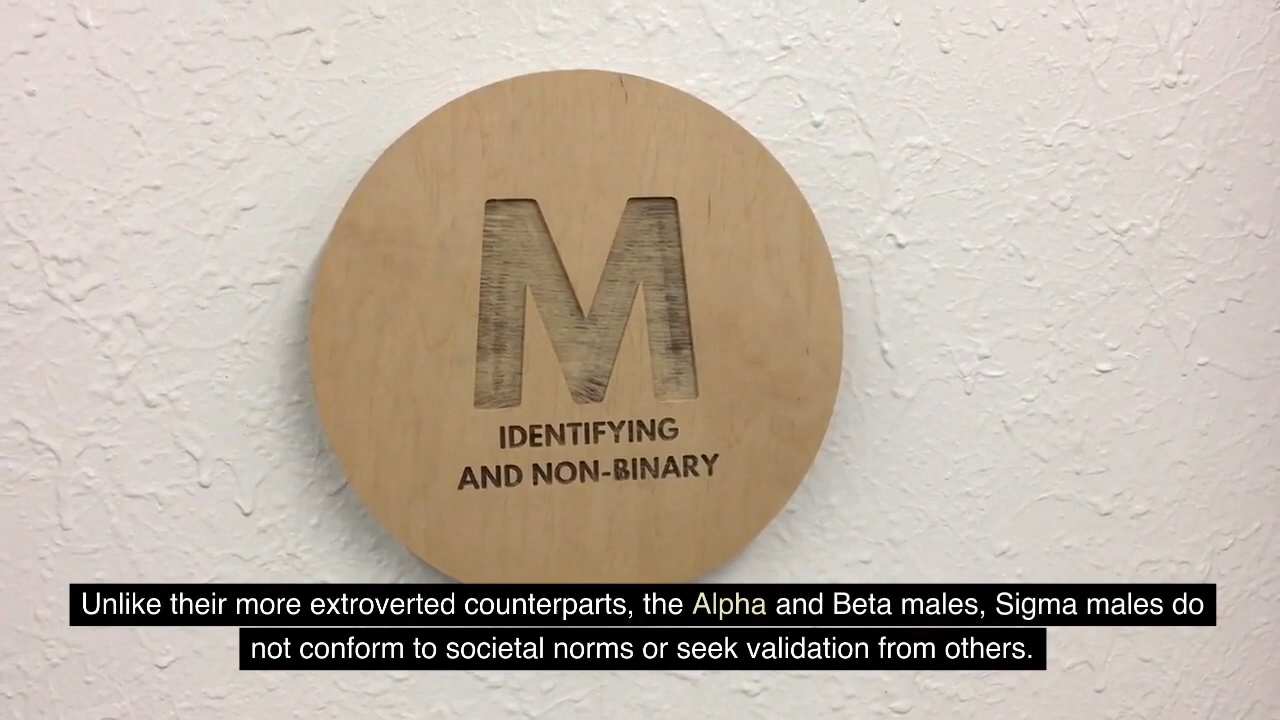 M
IDENTIFYING
AND NON-BINARY
Unlike their more extroverted counterparts, the Alpha and Beta males, Sigma males do
not conform to societal norms or seek validation from others.